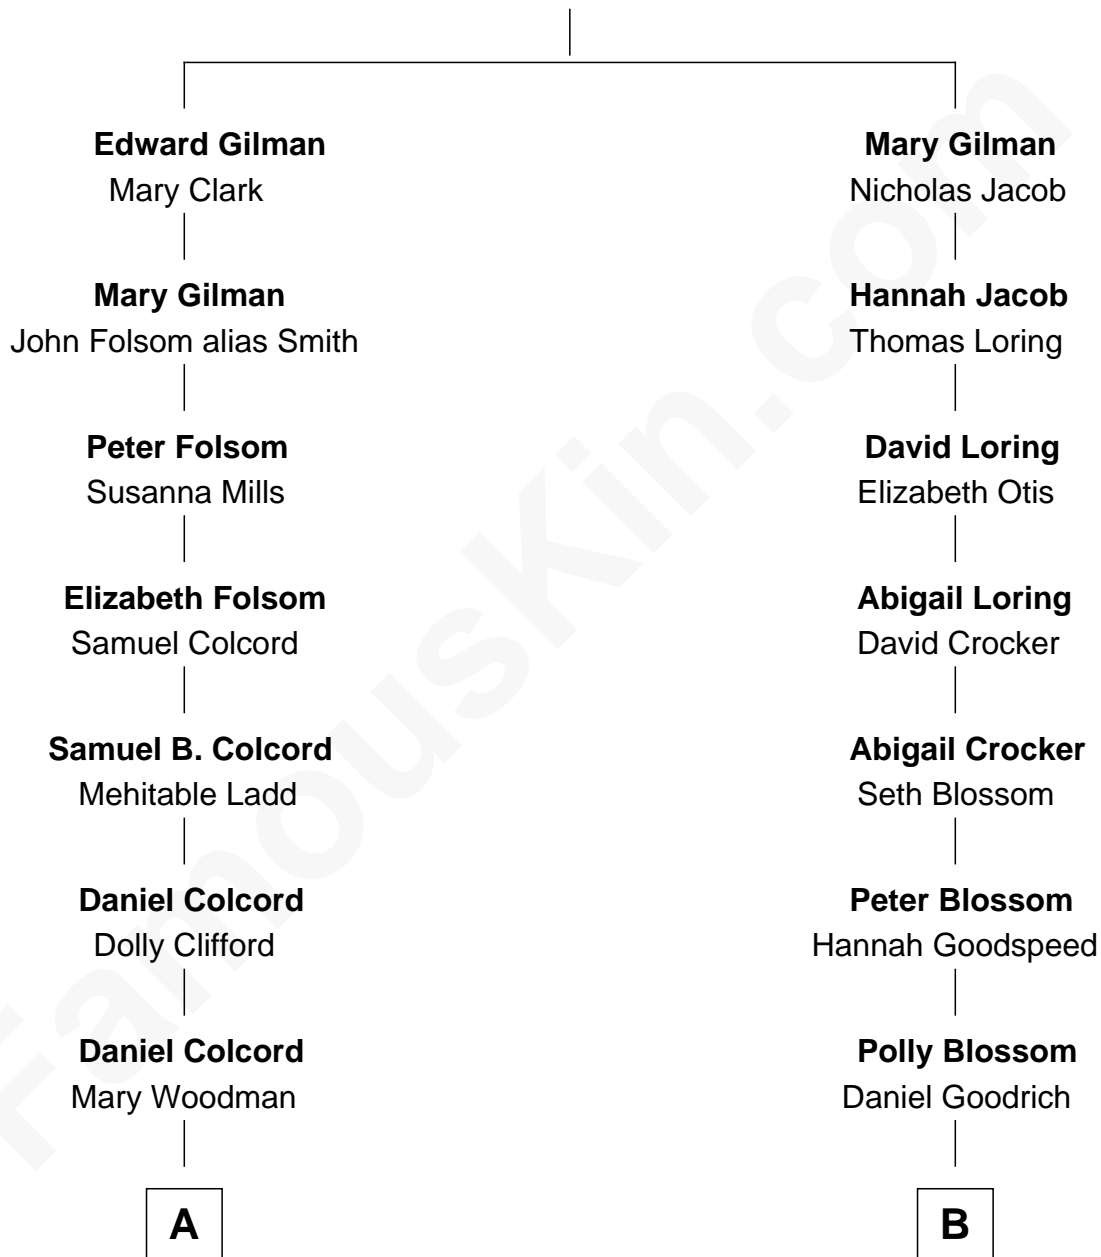 Edward Gilman
Mary Clark
Mary Gilman
John Folsom alias Smith
Peter Folsom
Susanna Mills
Elizabeth Folsom
Samuel Colcord
Samuel B. Colcord
Mehitable Ladd
Daniel Colcord
Dolly Clifford
Daniel Colcord
Mary Woodman
A
Mary Gilman
Nicholas Jacob
Hannah Jacob
Thomas Loring
David Loring
Elizabeth Otis
Abigail Loring
David Crocker
Abigail Crocker
Seth Blossom
Peter Blossom
Hannah Goodspeed
Polly Blossom
Daniel Goodrich
B
FamousKin.com